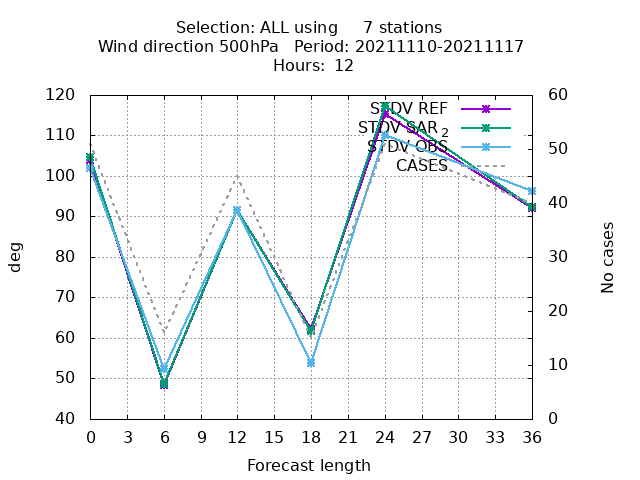 Selection: ALL using 7 stations
Wind direction 500hPa Period: 20211110-20211117
Hours: 12
120
110
100
90
80
70
60
50
40
60
50
40
30
20
10
0
deg
No cases
STDV REF
STDV SAR 2
STDV OBS
CASES
0 3 6 9 12 15 18 21 24 27 30 33 36
Forecast length